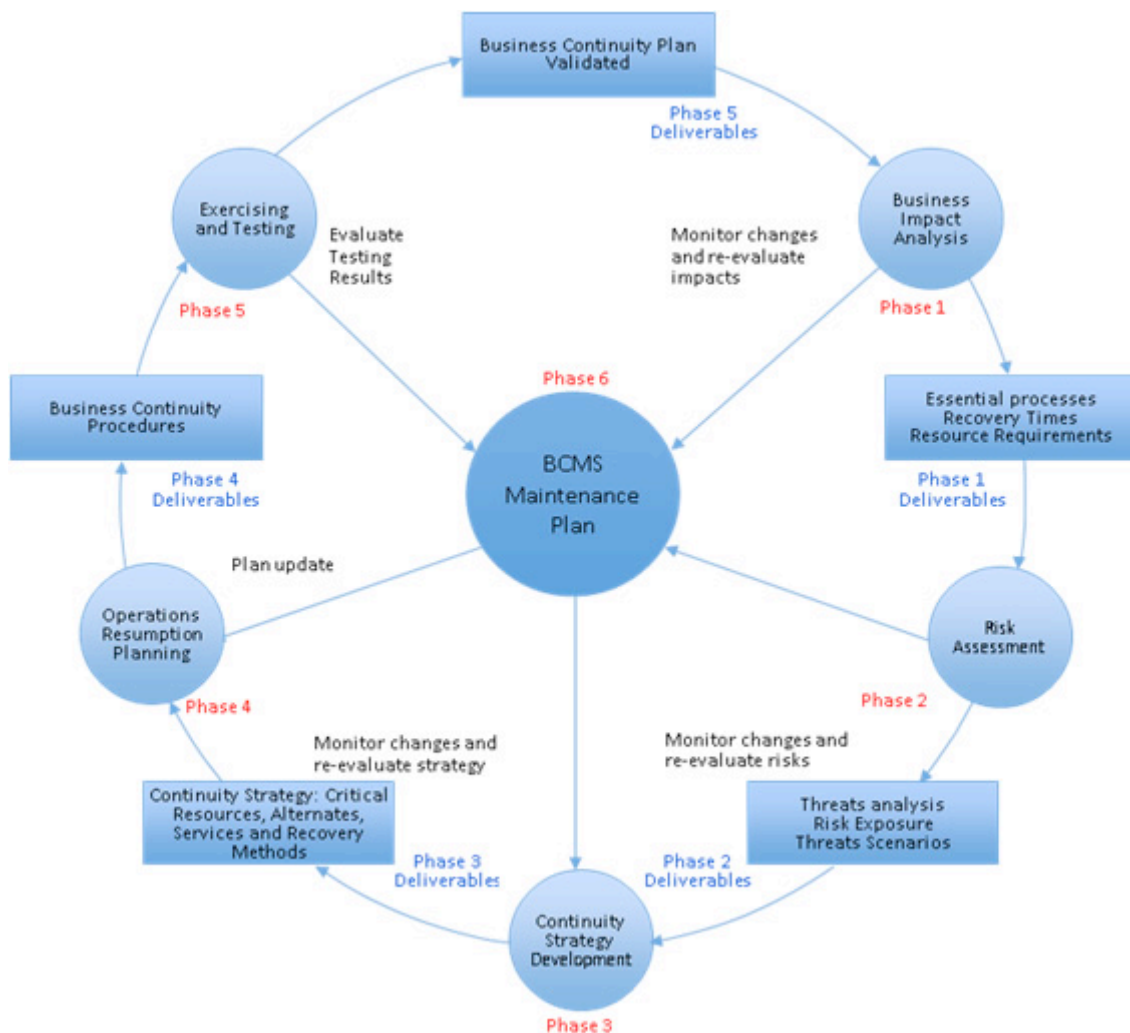 Business Continuity Plan
Validated
Phase 5
Deliverables
Exercising
and Testing
Evaluate
Testing
Results
Monitor changes
and re-evaluate
impacts
Business
Impact
Analysis
Phase 5
Phase 1
Phase 6
Business Continuity
Procedures
Essential processes
Recovery Times
Resource Requirements
Phase 4
Deliverables
BCMS
Maintenance
Plan
Phase 1
Deliverables
Plan update
Operations
Resumption
Planning
Risk
Assessment
Phase 4
Phase 2
Monitor changes and
re-evaluate strategy
Monitor changes and
re-evaluate risks
Continuity Strategy: Critical
Resources, Alternates,
Services and Recovery
Methods
Threats analysis
Risk Exposure
Threats Scenarios
Phase 3
Deliverables
Phase 2
Deliverables
Continuity
Strategy
Development
Phase 3